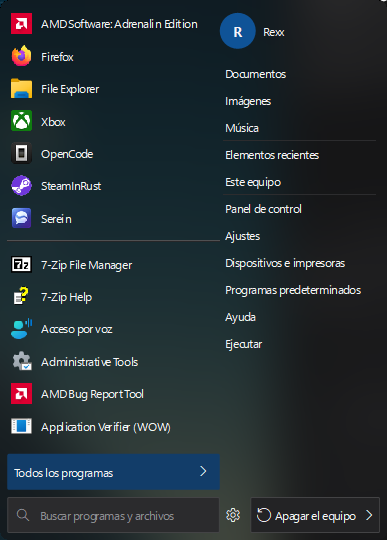 AMD Software: Adrenalin Edition
Firefox
File Explorer
Xbox
OpenCode
SteamInRust
Serein
7-Zip File Manager
7-Zip Help
Acceso por voz
Administrative Tools
AMD Bug Report Tool
Application Verifier (WOW)
Todos los programas
Buscar programas y archivos
R
Rexx
Documentos
Imágenes
Música
Elementos recientes
Este equipo
Panel de control
Ajustes
Dispositivos e impresoras
Programas predeterminados
Ayuda
Ejecutar
Apagar el equipo